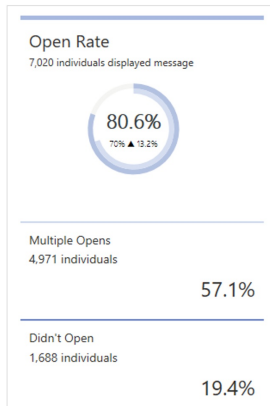 Open Rate
7,020 individuals displayed message
80.6%
70% ▲ 13.2%
Multiple Opens
4,971 individuals
57.1%
Didn't Open
1,688 individuals
19.4%